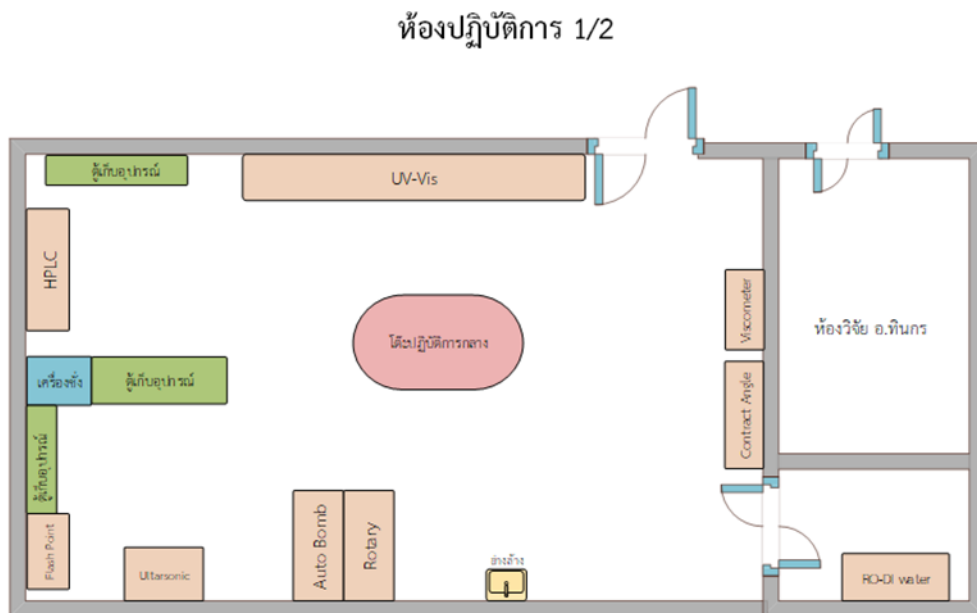 ห้องปฏิบัติการ 1/2
ตู้เก็บอุปกรณ์
UV-Vis
HPLC
Viscometer
ห้องวิจัย อ.ทินกร
โต๊ะปฏิบัติการกลาง
เครื่องชั่ง
ตู้เก็บอุปกรณ์
Contract Angle
ตู้เก็บอุปกรณ์
Flash Point
Ultarsonic
Auto Bomb
Rotary
อ่างล้าง
RO-DI water